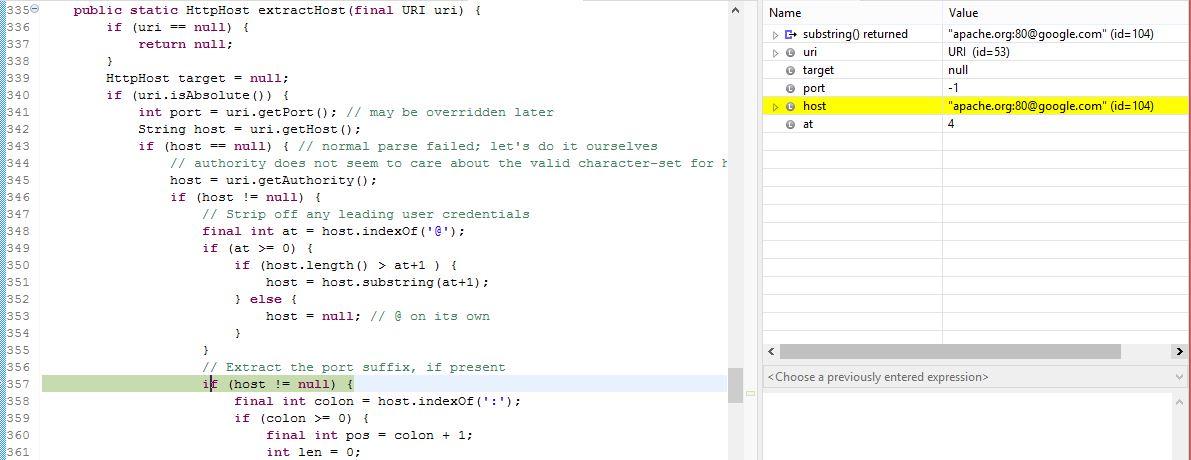 335 public static HttpHost extractHost(final URI uri) {
336 if (uri == null) {
337 return null;
338 }
339 HttpHost target = null;
340 if (uri.isAbsolute()) {
341 int port = uri.getPort(); // may be overridden later
342 String host = uri.getHost();
343 if (host == null) { // normal parse failed; let's do it ourselves
344 // authority does not seem to care about the valid character-set for h
345 host = uri.getAuthority();
346 if (host != null) {
347 // Strip off any leading user credentials
348 final int at = host.indexOf('@');
349 if (at >= 0) {
350 if (host.length() > at+1 ) {
351 host = host.substring(at+1);
352 } else {
353 host = null; // @ on its own
354 }
355 }
356 // Extract the port suffix, if present
357 if (host != null) {
358 final int colon = host.indexOf(':');
359 if (colon >= 0) {
360 final int pos = colon + 1;
361 int len = 0;
Name Value
substring() returned "apache.org:80@google.com" (id=104)
uri URI (id=53)
target null
port -1
host "apache.org:80@google.com" (id=104)
at 4
<Choose a previously entered expression>